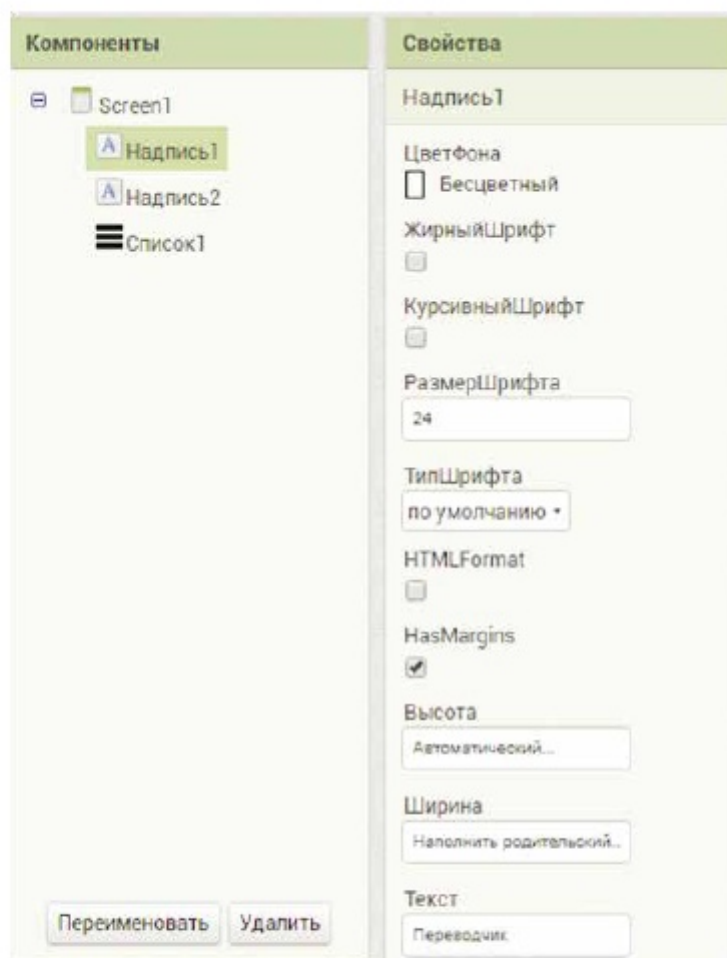 Компоненты
Screen1
Надпись1
Надпись2
Список1
Переименовать
Удалить
Свойства
Надпись1
ЦветФона
Бесцветный
ЖирныйШрифт
КурсивныйШрифт
РазмерШрифта
24
ТипШрифта
по умолчанию
HTMLFormat
HasMargins
Высота
Автоматический...
Ширина
Наполнить родительский..
Текст
Переводчик